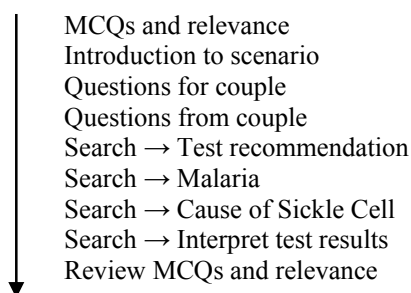 MCQs and relevance
Introduction to scenario
Questions for couple
Questions from couple
Search → Test recommendation
Search → Malaria
Search → Cause of Sickle Cell
Search → Interpret test results
Review MCQs and relevance